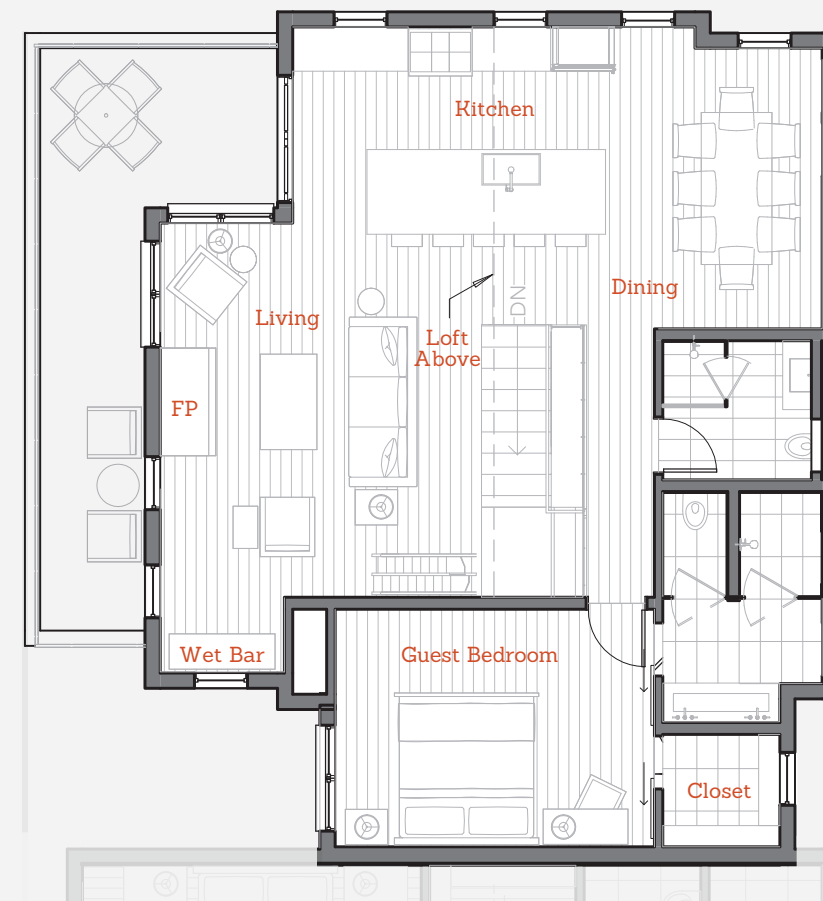 Kitchen
Dining
Living
DN
Loft
Above
FP
Wet Bar
Guest Bedroom
Closet